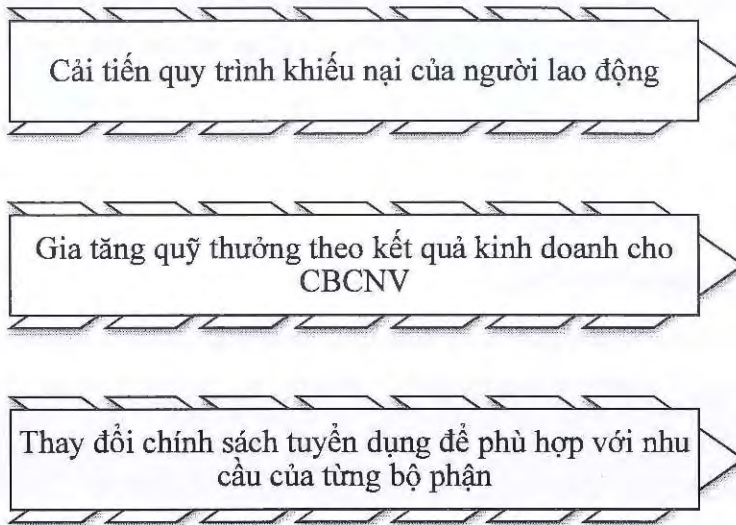 Cải tiến quy trình khiếu nại của người lao động
Gia tăng quỹ thưởng theo kết quả kinh doanh cho
CBCNV
Thay đổi chính sách tuyển dụng để phù hợp với nhu
cầu của từng bộ phận